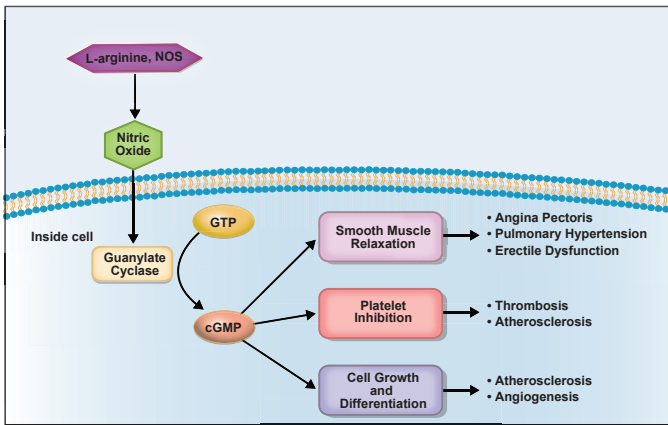 L-arginine, NOS
Nitric
Oxide
Inside cell
Guanylate
Cyclase
GTP
cGMP
Smooth Muscle
Relaxation
• Angina Pectoris
• Pulmonary Hypertension
• Erectile Dysfunction
Platelet
Inhibition
• Thrombosis
• Atherosclerosis
Cell Growth
and
Differentiation
• Atherosclerosis
• Angiogenesis